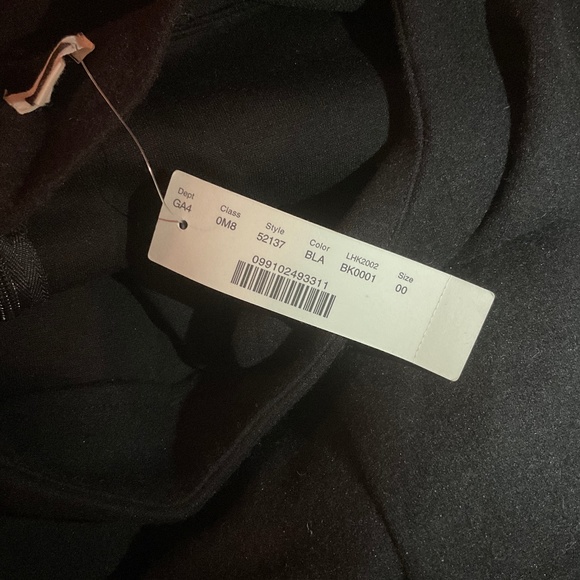 Dept Class Style Color LHK2002 Size
GA4 0M8 52137 BLA BK0001 00
099102493311